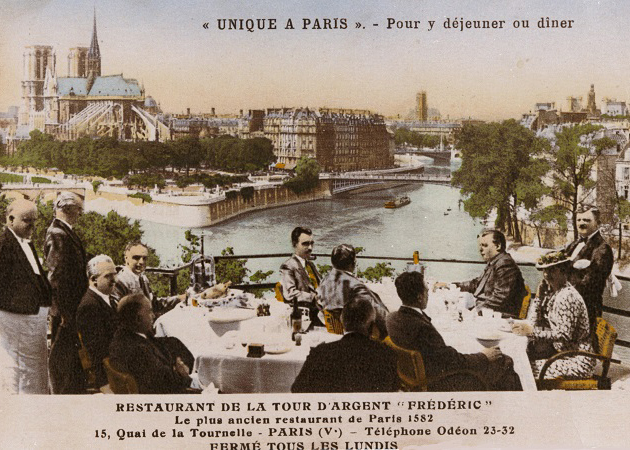 « UNIQUE A PARIS ». - Pour y déjeuner ou dîner
RESTAURANT DE LA TOUR D'ARGENT "FRÉDÉRIC"
Le plus ancien restaurant de Paris 1582
15, Quai de la Tournelle - PARIS (Vᵉ) - Téléphone Odéon 23-32
FERMÉ TOUS LES LUNDIS